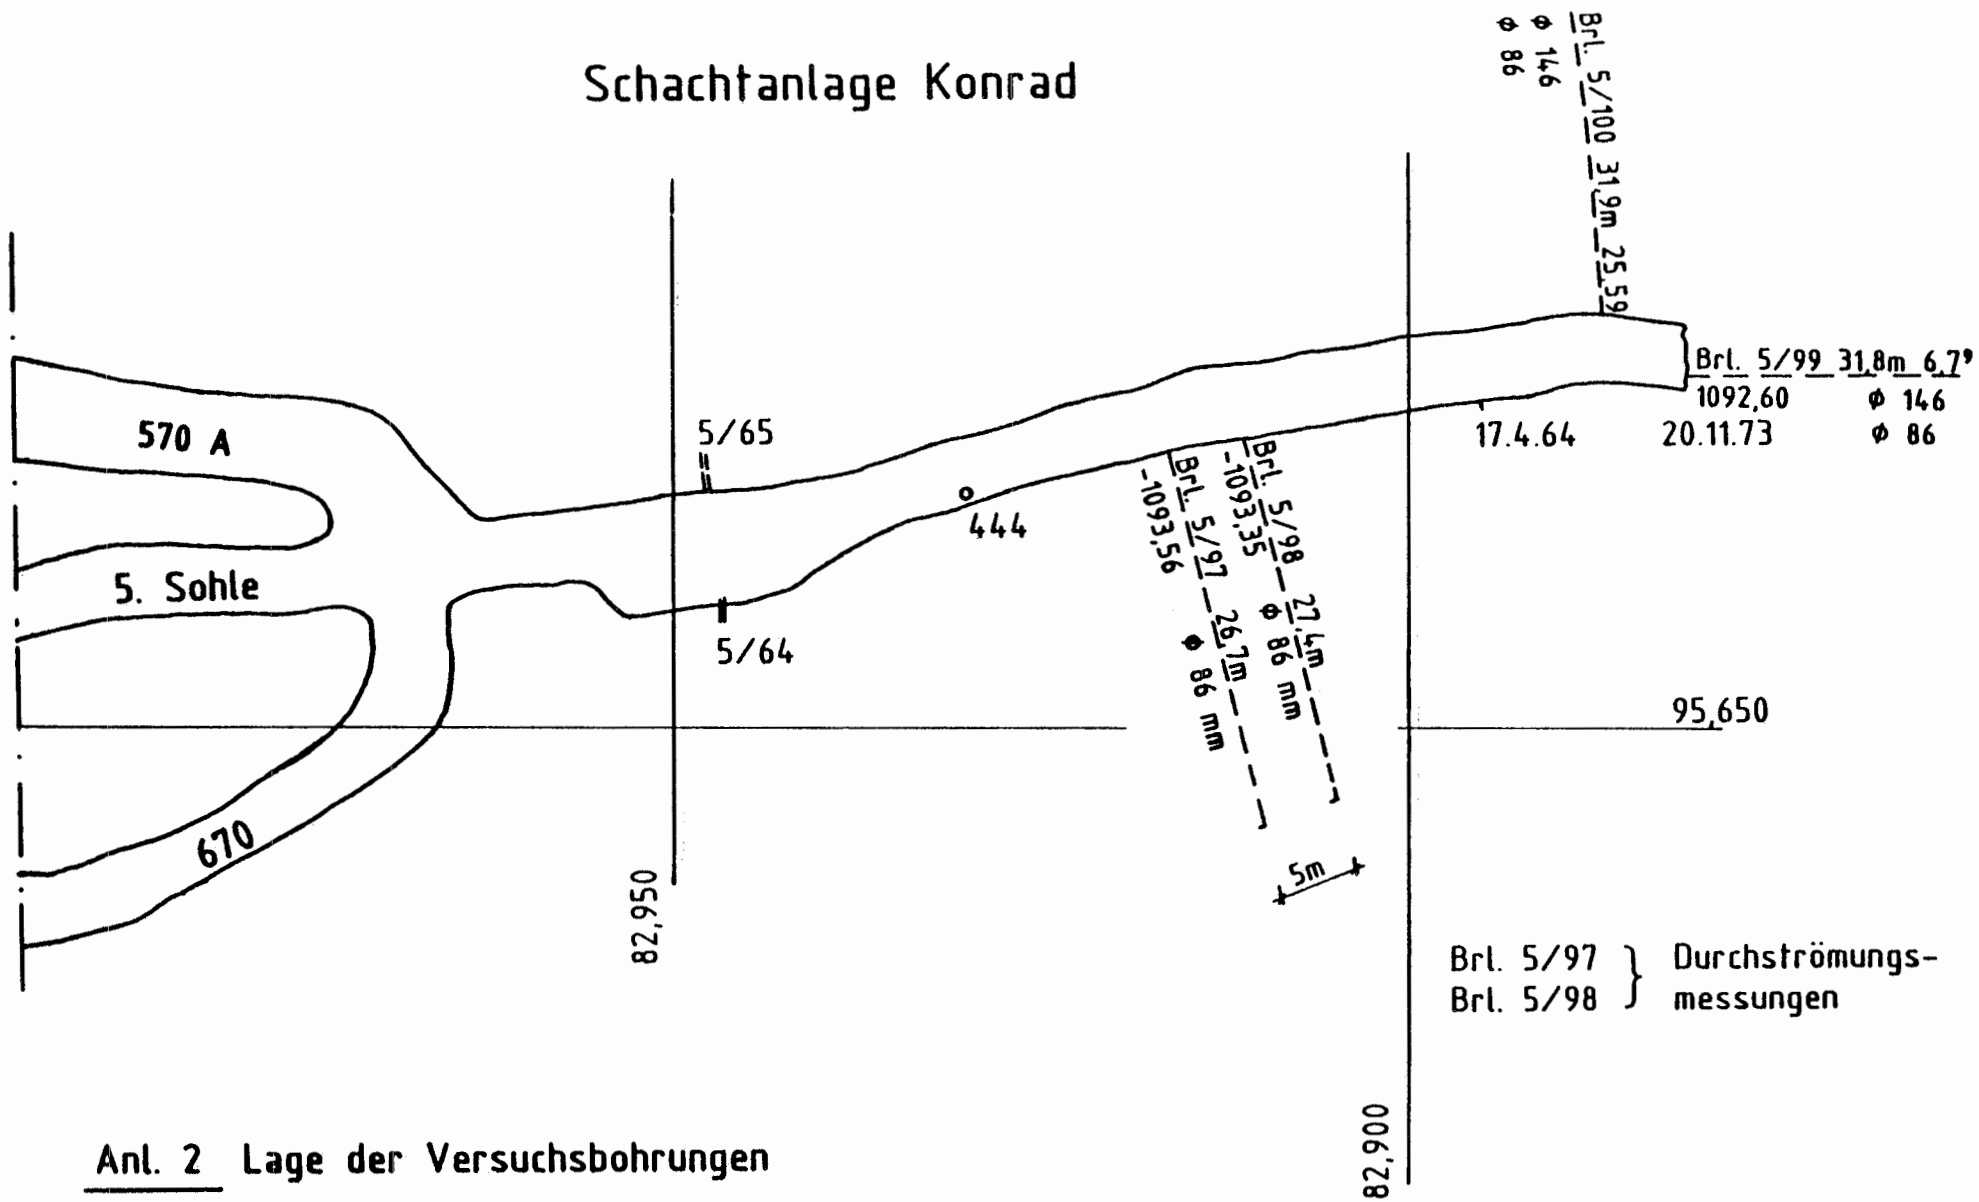 Schachtanlage Konrad
Brl. 5/100 31,9m 25.59
ϕ 146
ϕ 86
Brl. 5/99 31,8m 6,7°
1092,60 ϕ 146
17.4.64 20.11.73 ϕ 86
570 A
5/65
444
5. Sohle
5/64
Brl. 5/98 27,4m
-1093,35 ϕ 86 mm
Brl. 5/97 26,7m
-1093,56 ϕ 86 mm
95,650
670
5m
82,950
Brl. 5/97 } Durchströmungs-
Brl. 5/98 } messungen
82,900
Anl. 2 Lage der Versuchsbohrungen